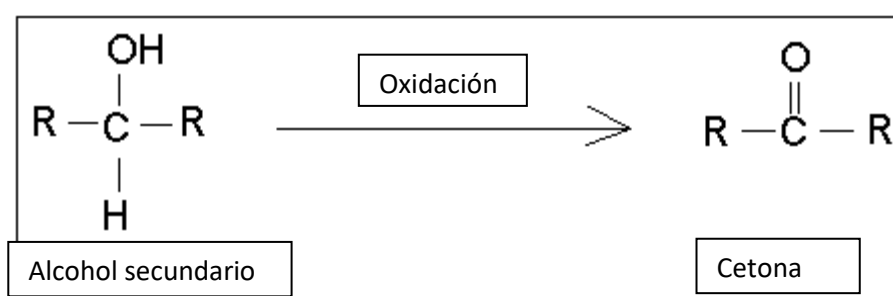 OH
R — C — R
H
Alcohol secundario
Oxidación
O
R — C — R
Cetona